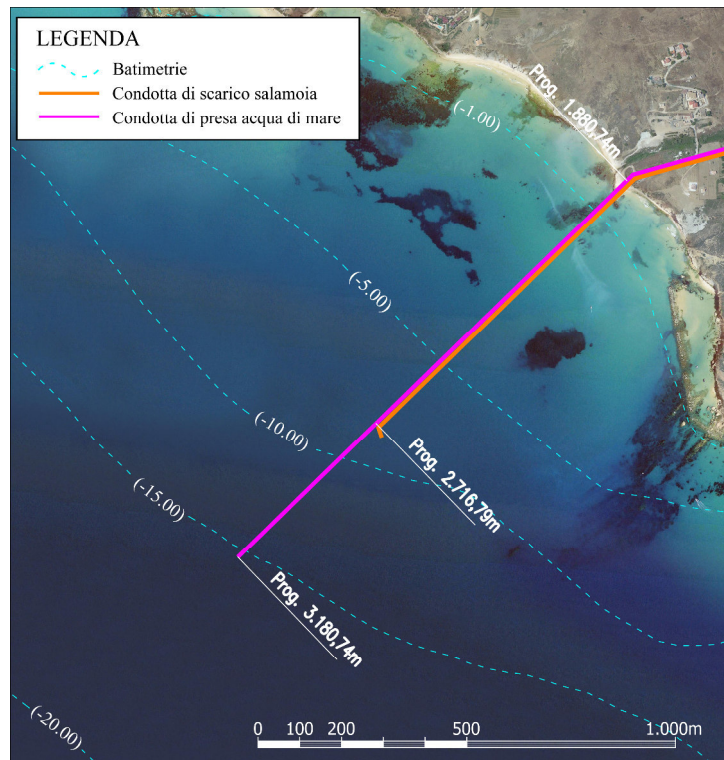 LEGENDA
Batimetrie
Condotta di scarico salamoia
Condotta di presa acqua di mare
Prog. 1.880,74m
(-1.00)
(-5.00)
(-10.00)
Prog. 2.716,79m
(-15.00)
Prog. 3.180,74m
(-20.00)
0 100 200 500 1.000m